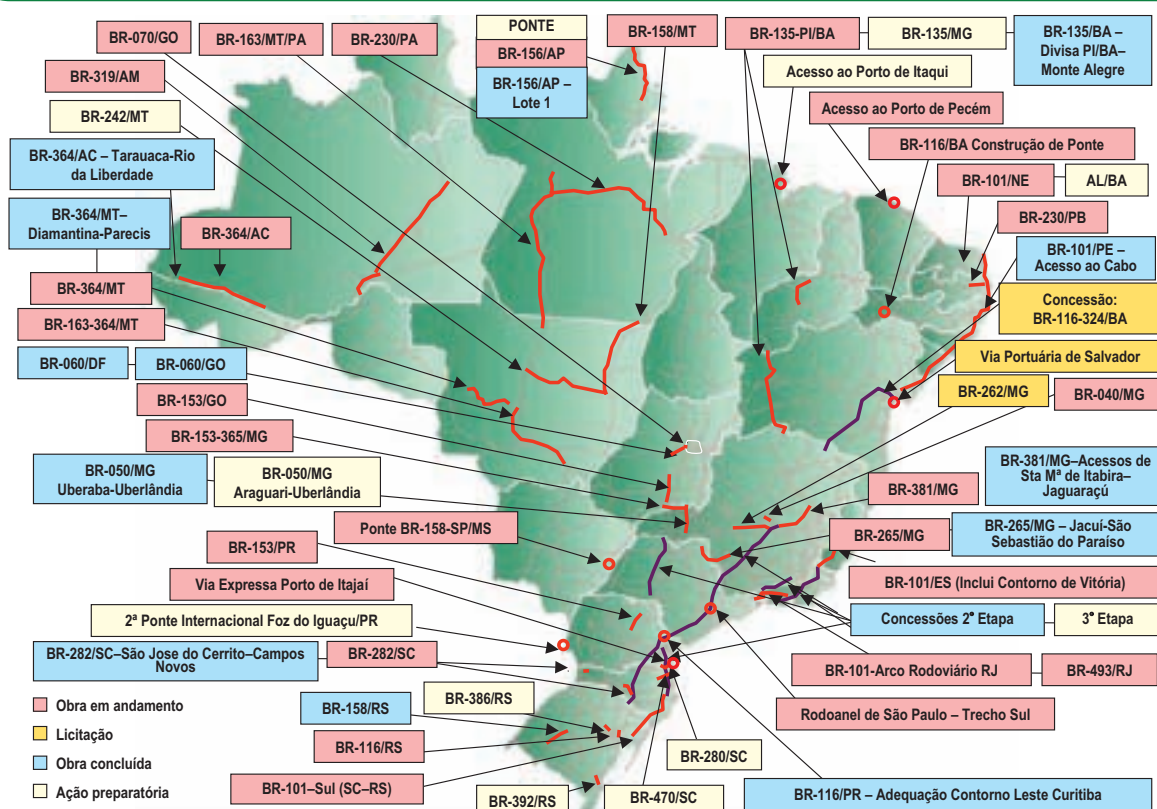 BR-070/GO
BR-163/MT/PA
BR-230/PA
PONTE
BR-156/AP
BR-156/AP –
Lote 1
BR-158/MT
BR-135-PI/BA
BR-135/MG
BR-135/BA –
Divisa PI/BA–
Monte Alegre
BR-319/AM
Acesso ao Porto de Itaqui
BR-242/MT
Acesso ao Porto de Pecém
BR-116/BA Construção de Ponte
BR-364/AC – Tarauaca-Rio
da Liberdade
BR-101/NE
AL/BA
BR-364/MT–
Diamantina-Parecis
BR-364/AC
BR-230/PB
BR-101/PE –
Acesso ao Cabo
BR-364/MT
Concessão:
BR-116-324/BA
BR-163-364/MT
Via Portuária de Salvador
BR-060/DF
BR-060/GO
BR-262/MG
BR-040/MG
BR-153/GO
BR-153-365/MG
BR-050/MG
Uberaba-Uberlândia
BR-050/MG
Araguari-Uberlândia
BR-381/MG
BR-381/MG–Acessos de
Sta Mª de Itabira–
Jaguaraçú
Ponte BR-158-SP/MS
BR-265/MG
BR-265/MG – Jacuí-São
Sebastião do Paraíso
BR-153/PR
Via Expressa Porto de Itajaí
BR-101/ES (Inclui Contorno de Vitória)
2ª Ponte Internacional Foz do Iguaçu/PR
Concessões 2° Etapa
3° Etapa
BR-282/SC–São Jose do Cerrito–Campos
Novos
BR-282/SC
BR-101-Arco Rodoviário RJ
BR-493/RJ
Obra em andamento
BR-386/RS
BR-158/RS
Rodoanel de São Paulo – Trecho Sul
Licitação
BR-116/RS
BR-280/SC
Obra concluída
BR-101–Sul (SC–RS)
Ação preparatória
BR-392/RS
BR-470/SC
BR-116/PR – Adequação Contorno Leste Curitiba